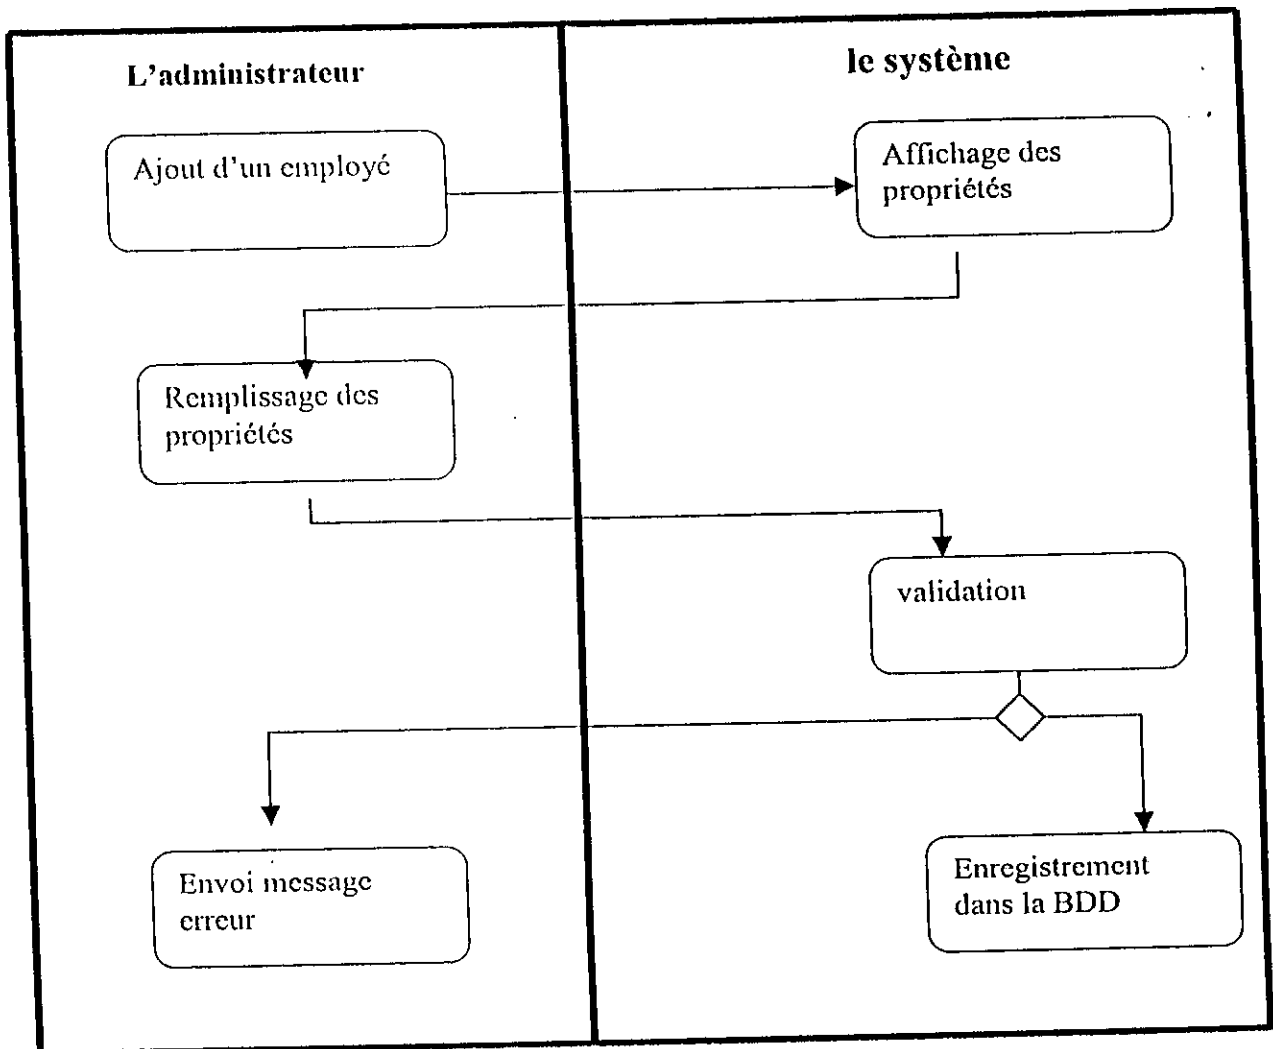 L'administrateur
le système
Ajout d'un employé
Affichage des
propriétés
Remplissage des
propriétés
validation
Envoi message
erreur
Enregistrement
dans la BDD